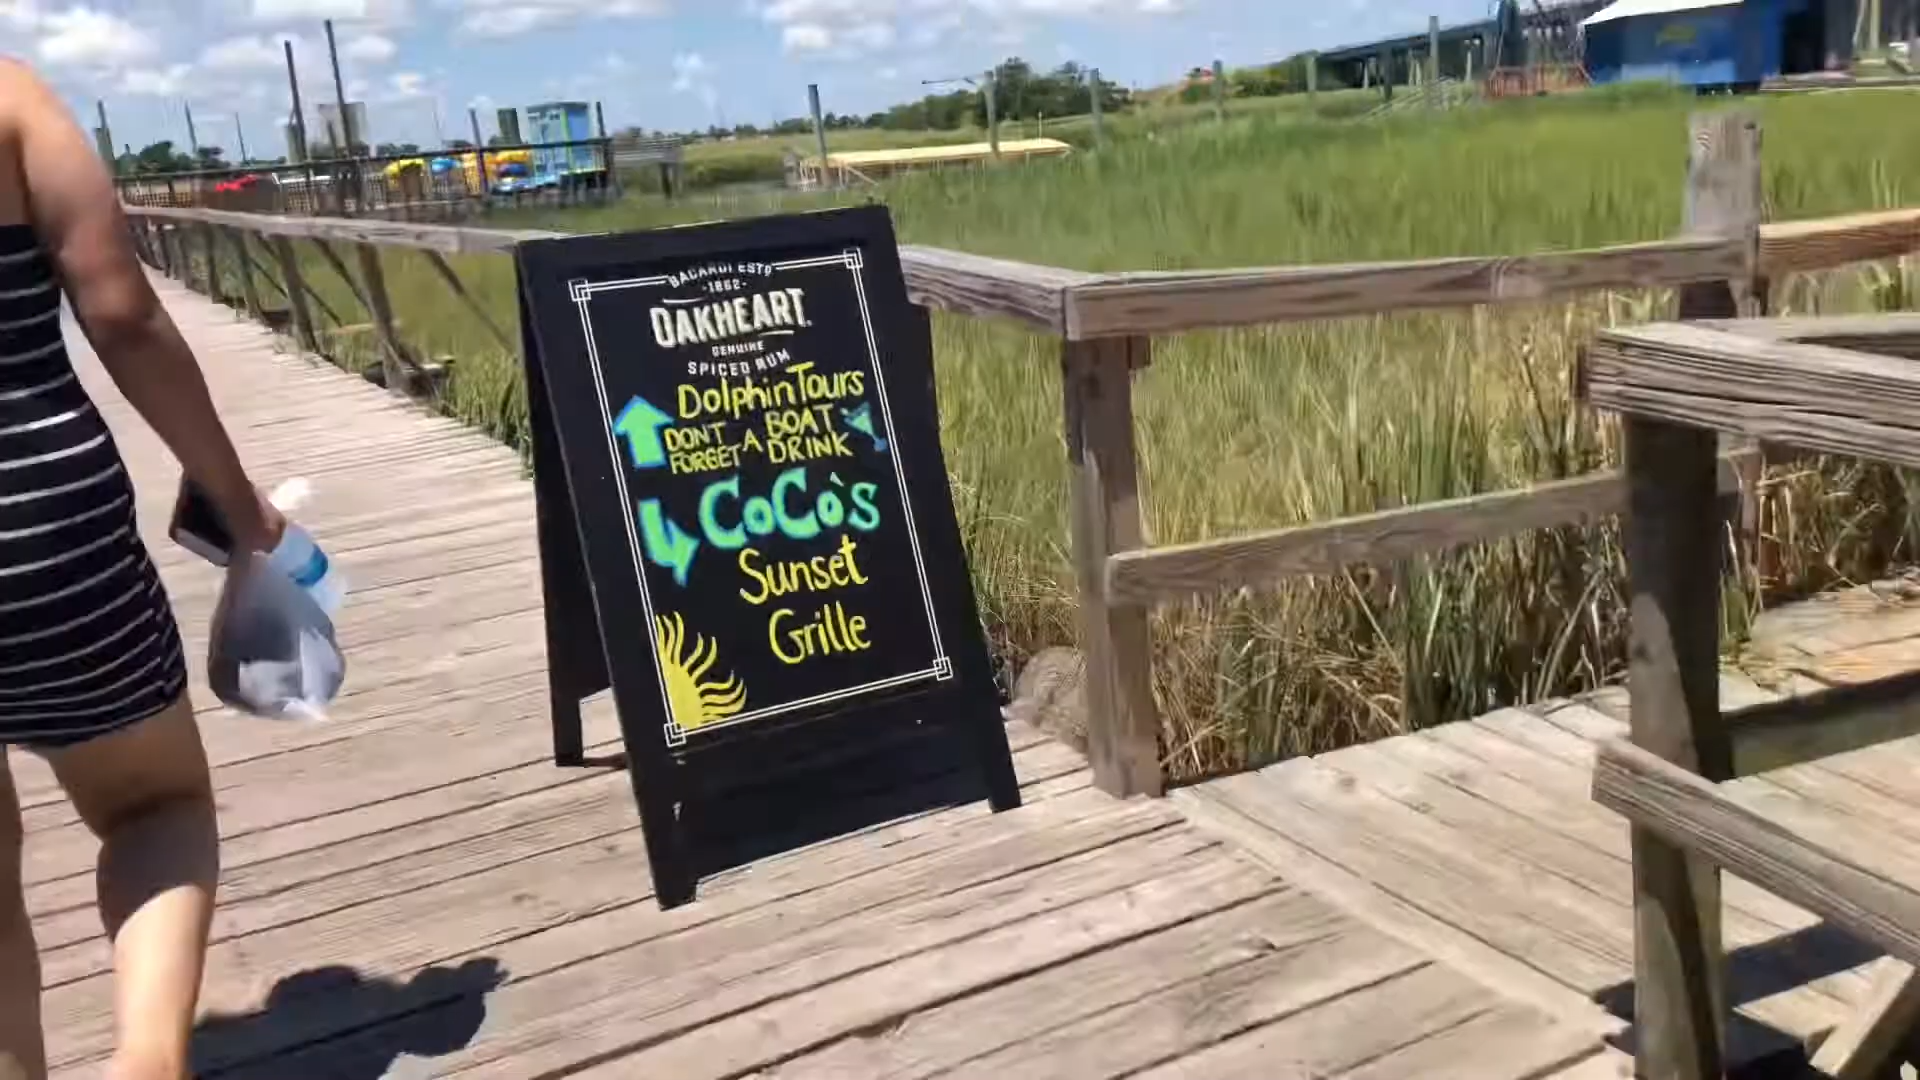 BACARDI ESTD
-1862-
OAKHEART
GENUINE
SPICED RUM
Dolphin Tours
DONT FORGET A BOAT DRINK
CoCo's
Sunset
Grille